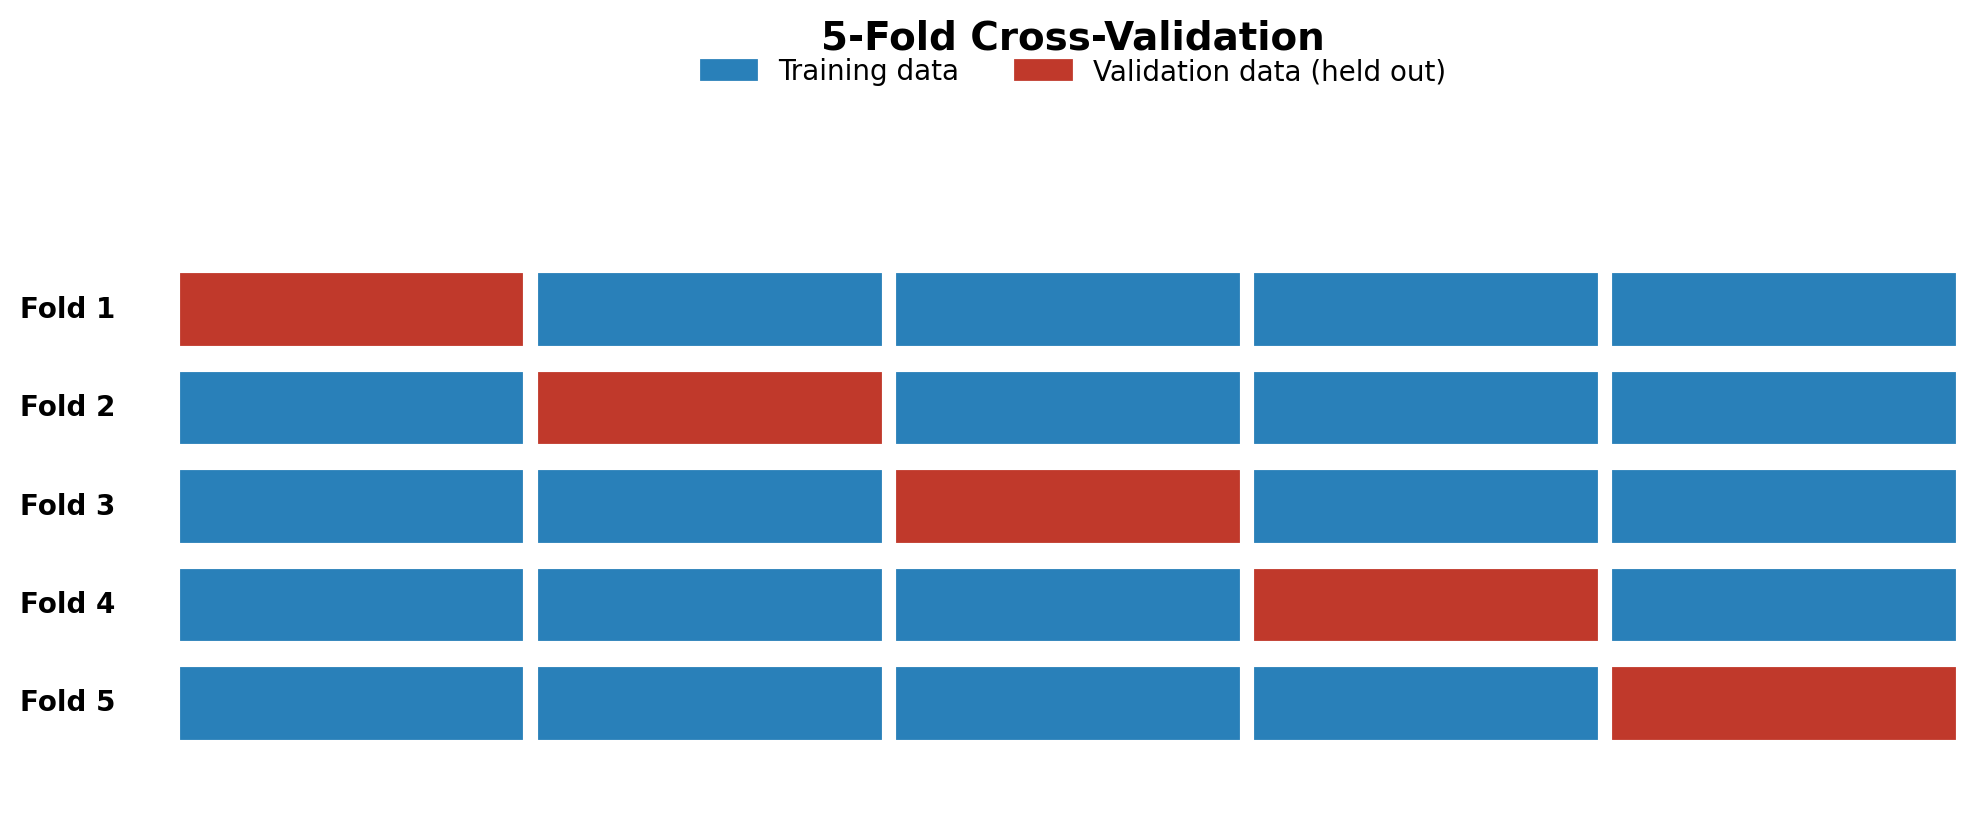 5-Fold Cross-Validation
Training data
Validation data (held out)
Fold 1
Fold 2
Fold 3
Fold 4
Fold 5